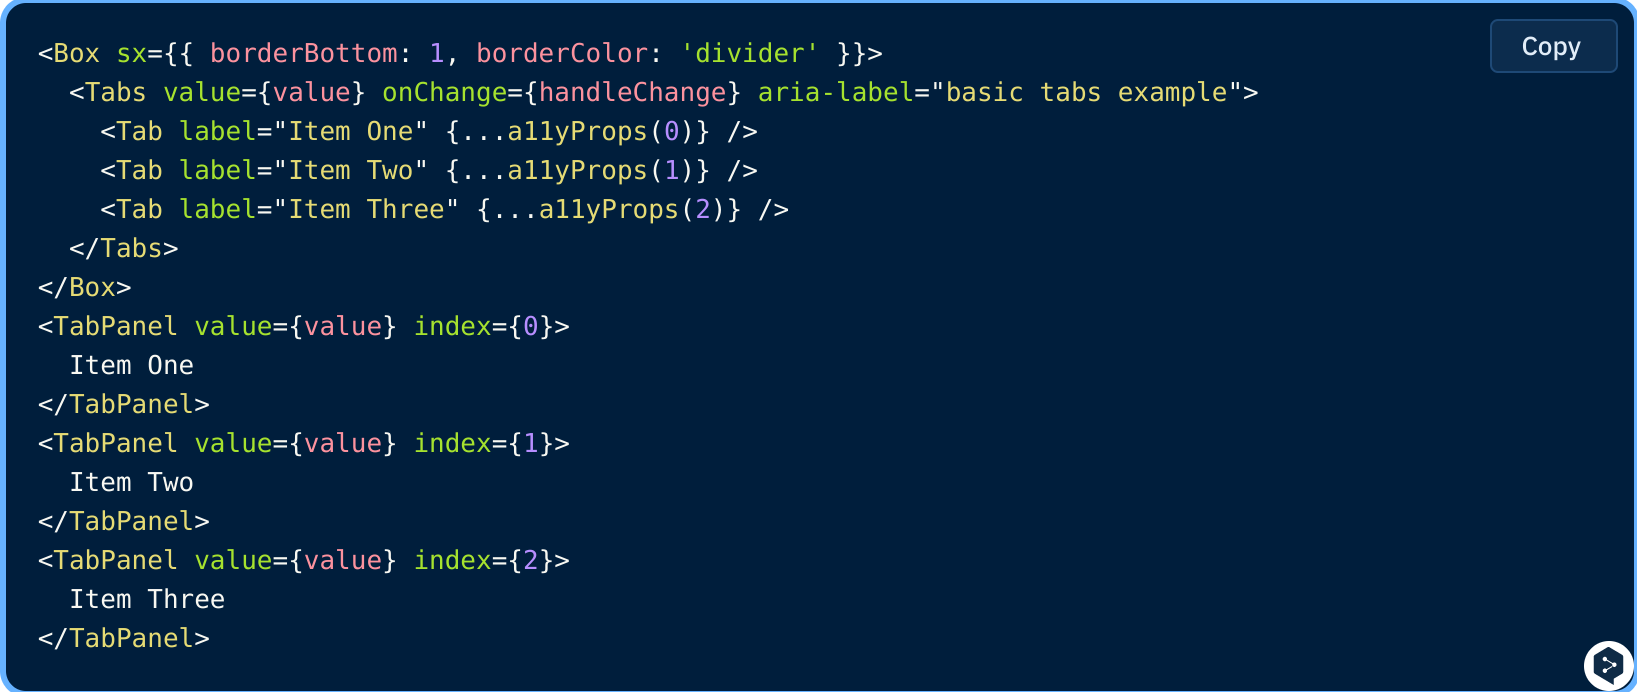 Copy
<Box sx={{ borderBottom: 1, borderColor: 'divider' }}>
  <Tabs value={value} onChange={handleChange} aria-label="basic tabs example">
    <Tab label="Item One" {...a11yProps(0)} />
    <Tab label="Item Two" {...a11yProps(1)} />
    <Tab label="Item Three" {...a11yProps(2)} />
  </Tabs>
</Box>
<TabPanel value={value} index={0}>
  Item One
</TabPanel>
<TabPanel value={value} index={1}>
  Item Two
</TabPanel>
<TabPanel value={value} index={2}>
  Item Three
</TabPanel>